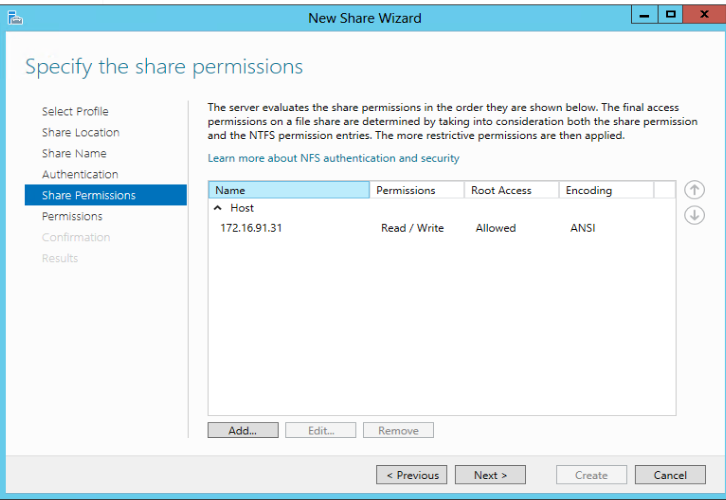 New Share Wizard
Specify the share permissions
Select Profile
Share Location
Share Name
Authentication
Share Permissions
Permissions
Confirmation
Results
The server evaluates the share permissions in the order they are shown below. The final access
permissions on a file share are determined by taking into consideration both the share permission
and the NTFS permission entries. The more restrictive permissions are then applied.
Learn more about NFS authentication and security
Name Permissions Root Access Encoding
Host
172.16.91.31 Read / Write Allowed ANSI
Add... Edit... Remove
< Previous Next > Create Cancel